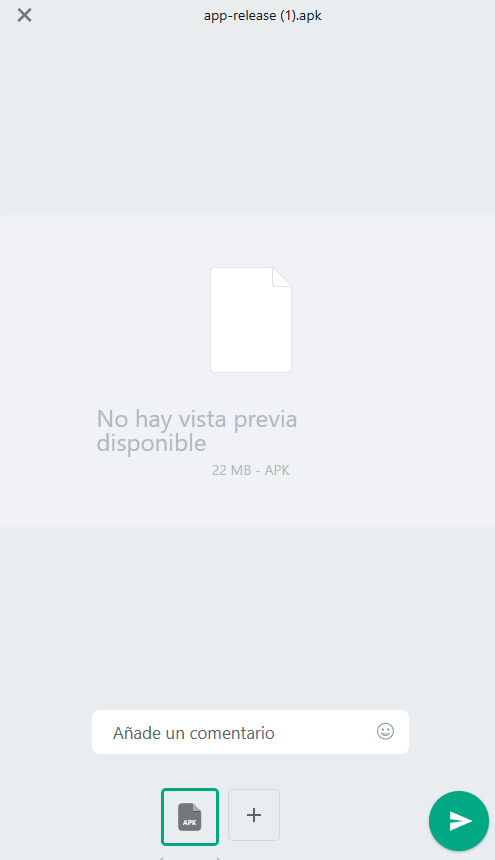 app-release (1).apk
No hay vista previa
disponible
22 MB - APK
Añade un comentario
APK